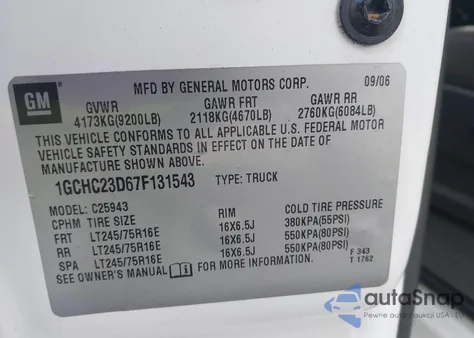 MFD BY GENERAL MOTORS CORP. 09/06
GM
GVWR GAWR FRT GAWR RR
4173KG(9200LB) 2118KG(4670LB) 2760KG(6084LB)
THIS VEHICLE CONFORMS TO ALL APPLICABLE U.S. FEDERAL MOTOR
VEHICLE SAFETY STANDARDS IN EFFECT ON THE DATE OF
MANUFACTURE SHOWN ABOVE.
1GCHC23D67F131543 TYPE: TRUCK
MODEL: C25943
CPHM TIRE SIZE RIM COLD TIRE PRESSURE
FRT LT245/75R16E 16X6.5J 380KPA(55PSI)
RR LT245/75R16E 16X6.5J 550KPA(80PSI)
SPA LT245/75R16E 16X6.5J 550KPA(80PSI)
SEE OWNER'S MANUAL FOR MORE INFORMATION. F 343
T 1762
autoSnap
Pewne auta z aukcji USA